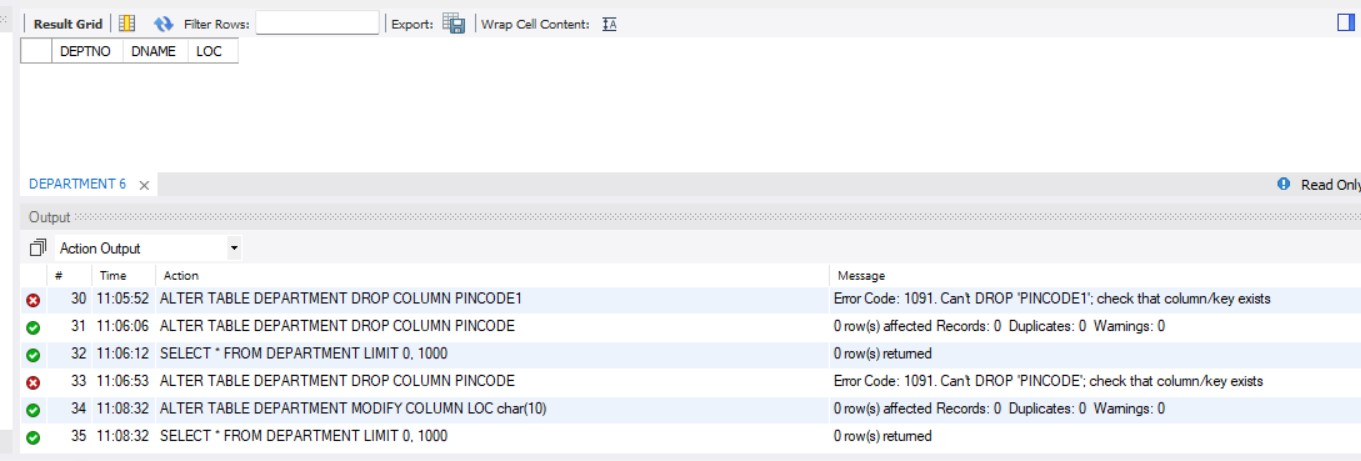 Result Grid Filter Rows: Export: Wrap Cell Content: IA
DEPTNO DNAME LOC
DEPARTMENT 6 × Read Only
Output
Action Output
# Time Action Message
30 11:05:52 ALTER TABLE DEPARTMENT DROP COLUMN PINCODE1 Error Code: 1091. Can't DROP 'PINCODE1'; check that column/key exists
31 11:06:06 ALTER TABLE DEPARTMENT DROP COLUMN PINCODE 0 row(s) affected Records: 0 Duplicates: 0 Warnings: 0
32 11:06:12 SELECT * FROM DEPARTMENT LIMIT 0, 1000 0 row(s) returned
33 11:06:53 ALTER TABLE DEPARTMENT DROP COLUMN PINCODE Error Code: 1091. Can't DROP 'PINCODE'; check that column/key exists
34 11:08:32 ALTER TABLE DEPARTMENT MODIFY COLUMN LOC char(10) 0 row(s) affected Records: 0 Duplicates: 0 Warnings: 0
35 11:08:32 SELECT * FROM DEPARTMENT LIMIT 0, 1000 0 row(s) returned